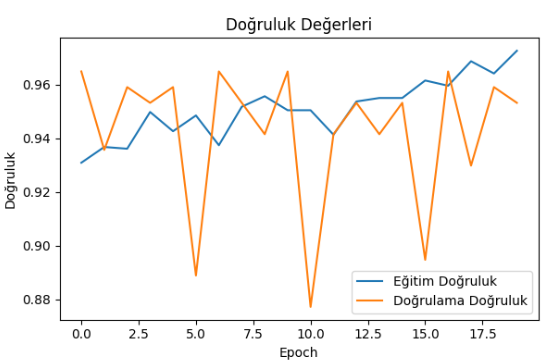 Doğruluk Değerleri
Doğruluk
0.96
0.94
0.92
0.90
0.88
0.0 2.5 5.0 7.5 10.0 12.5 15.0 17.5
Epoch
Eğitim Doğruluk
Doğrulama Doğruluk